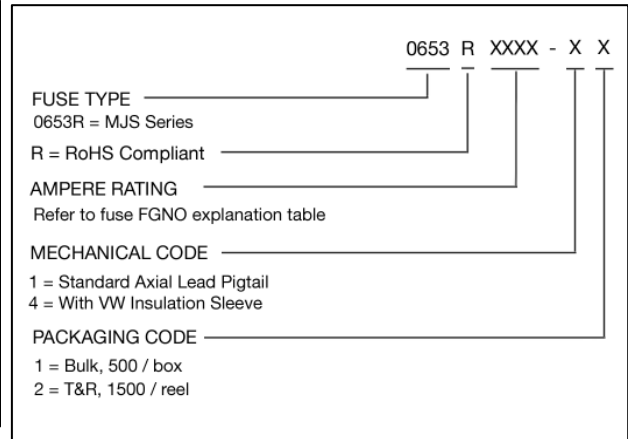 0653 R XXXX - X X
FUSE TYPE
0653R = MJS Series
R = RoHS Compliant
AMPERE RATING
Refer to fuse FGNO explanation table
MECHANICAL CODE
1 = Standard Axial Lead Pigtail
4 = With VW Insulation Sleeve
PACKAGING CODE
1 = Bulk, 500 / box
2 = T&R, 1500 / reel